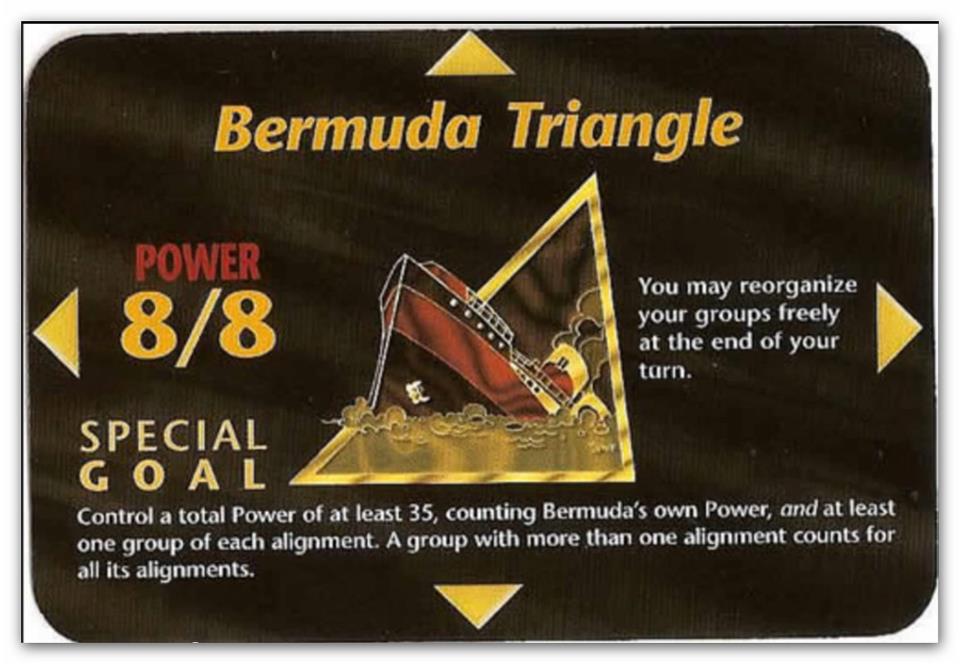 Bermuda Triangle
POWER
8/8
You may reorganize
your groups freely
at the end of your
turn.
SPECIAL
GOAL
Control a total Power of at least 35, counting Bermuda's own Power, and at least
one group of each alignment. A group with more than one alignment counts for
all its alignments.